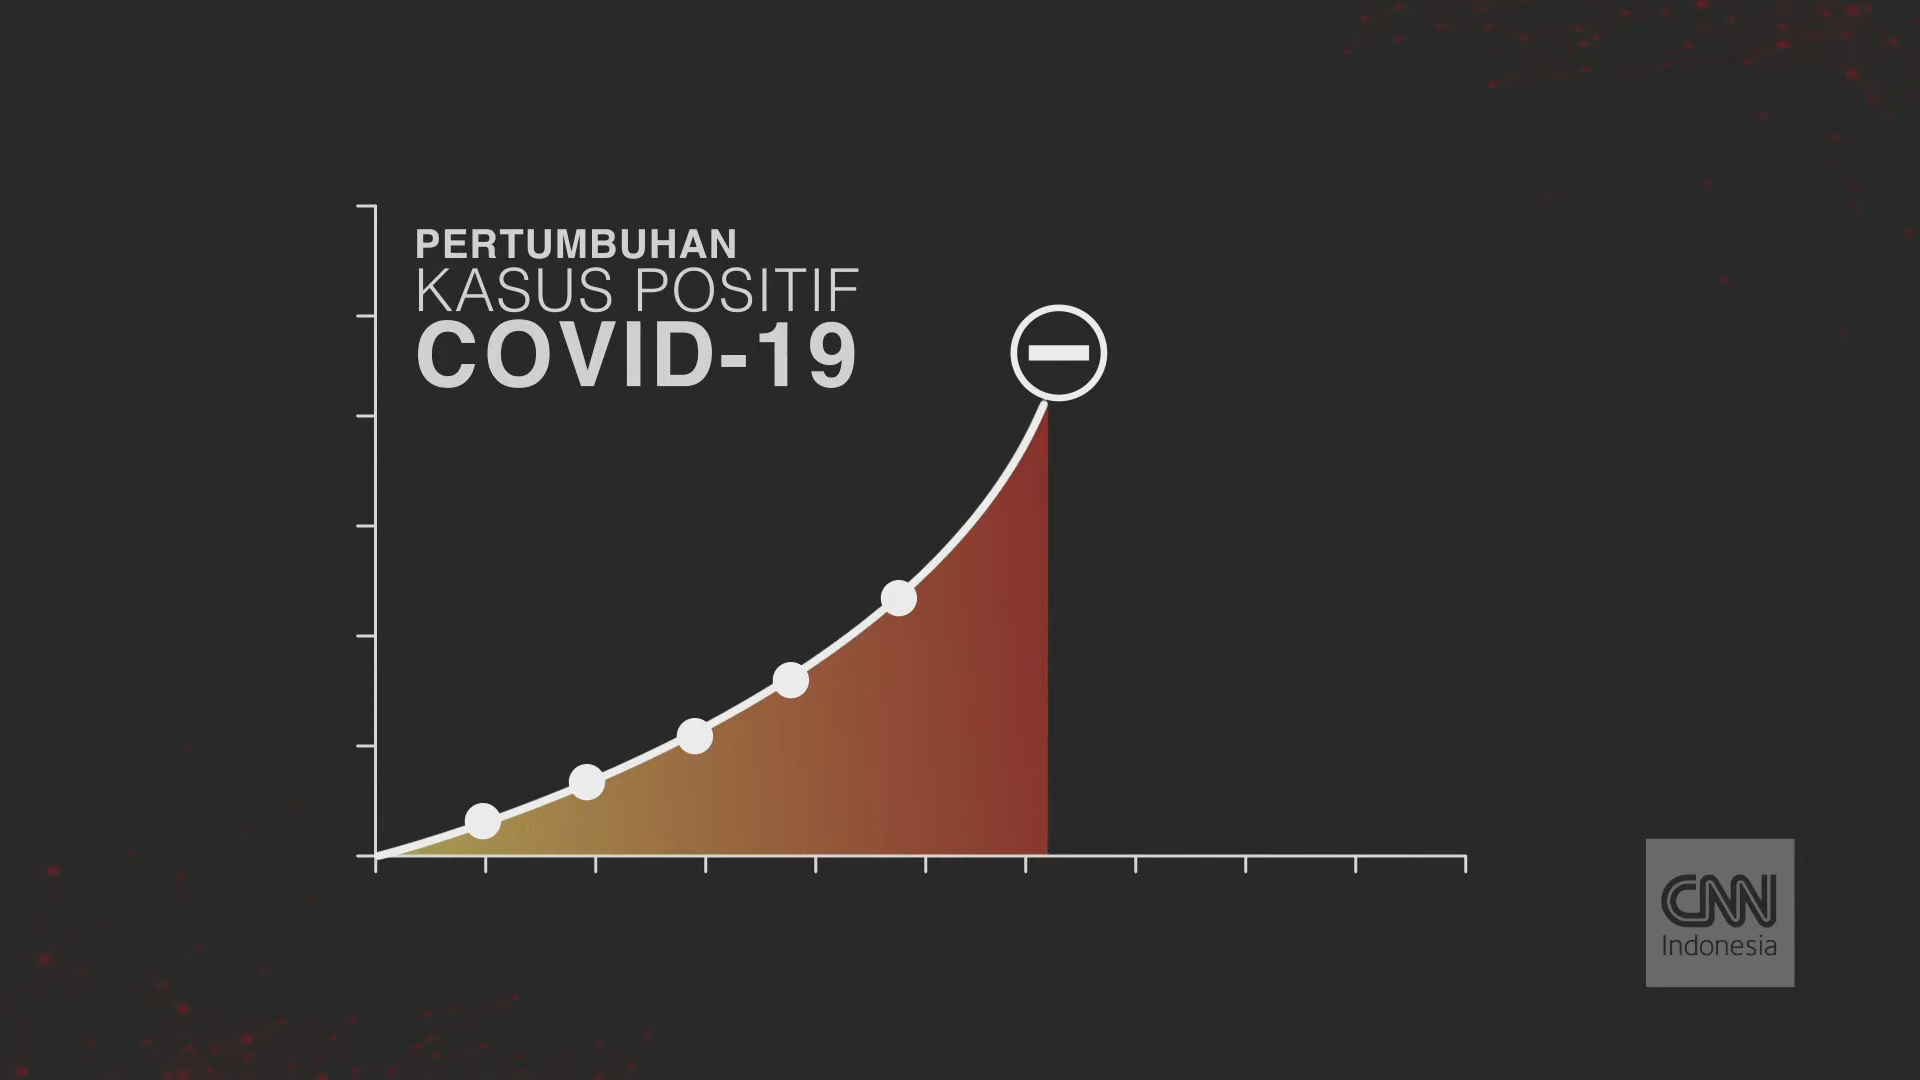 PERTUMBUHAN
KASUS POSITIF
COVID-19
CNN
Indonesia